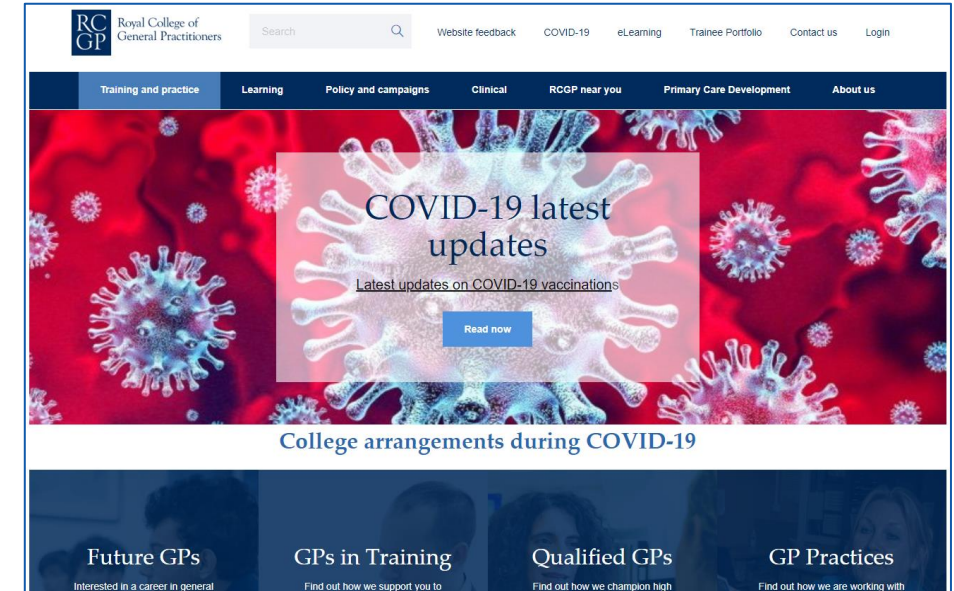 RC
GP
Royal College of
General Practitioners
Search
Website feedback
COVID-19
eLearning
Trainee Portfolio
Contact us
Login
Training and practice
Learning
Policy and campaigns
Clinical
RCGP near you
Primary Care Development
About us
COVID-19 latest
updates
Latest updates on COVID-19 vaccinations
Read now
College arrangements during COVID-19
Future GPs
Interested in a career in general
GPs in Training
Find out how we support you to
Qualified GPs
Find out how we champion high
GP Practices
Find out how we are working with